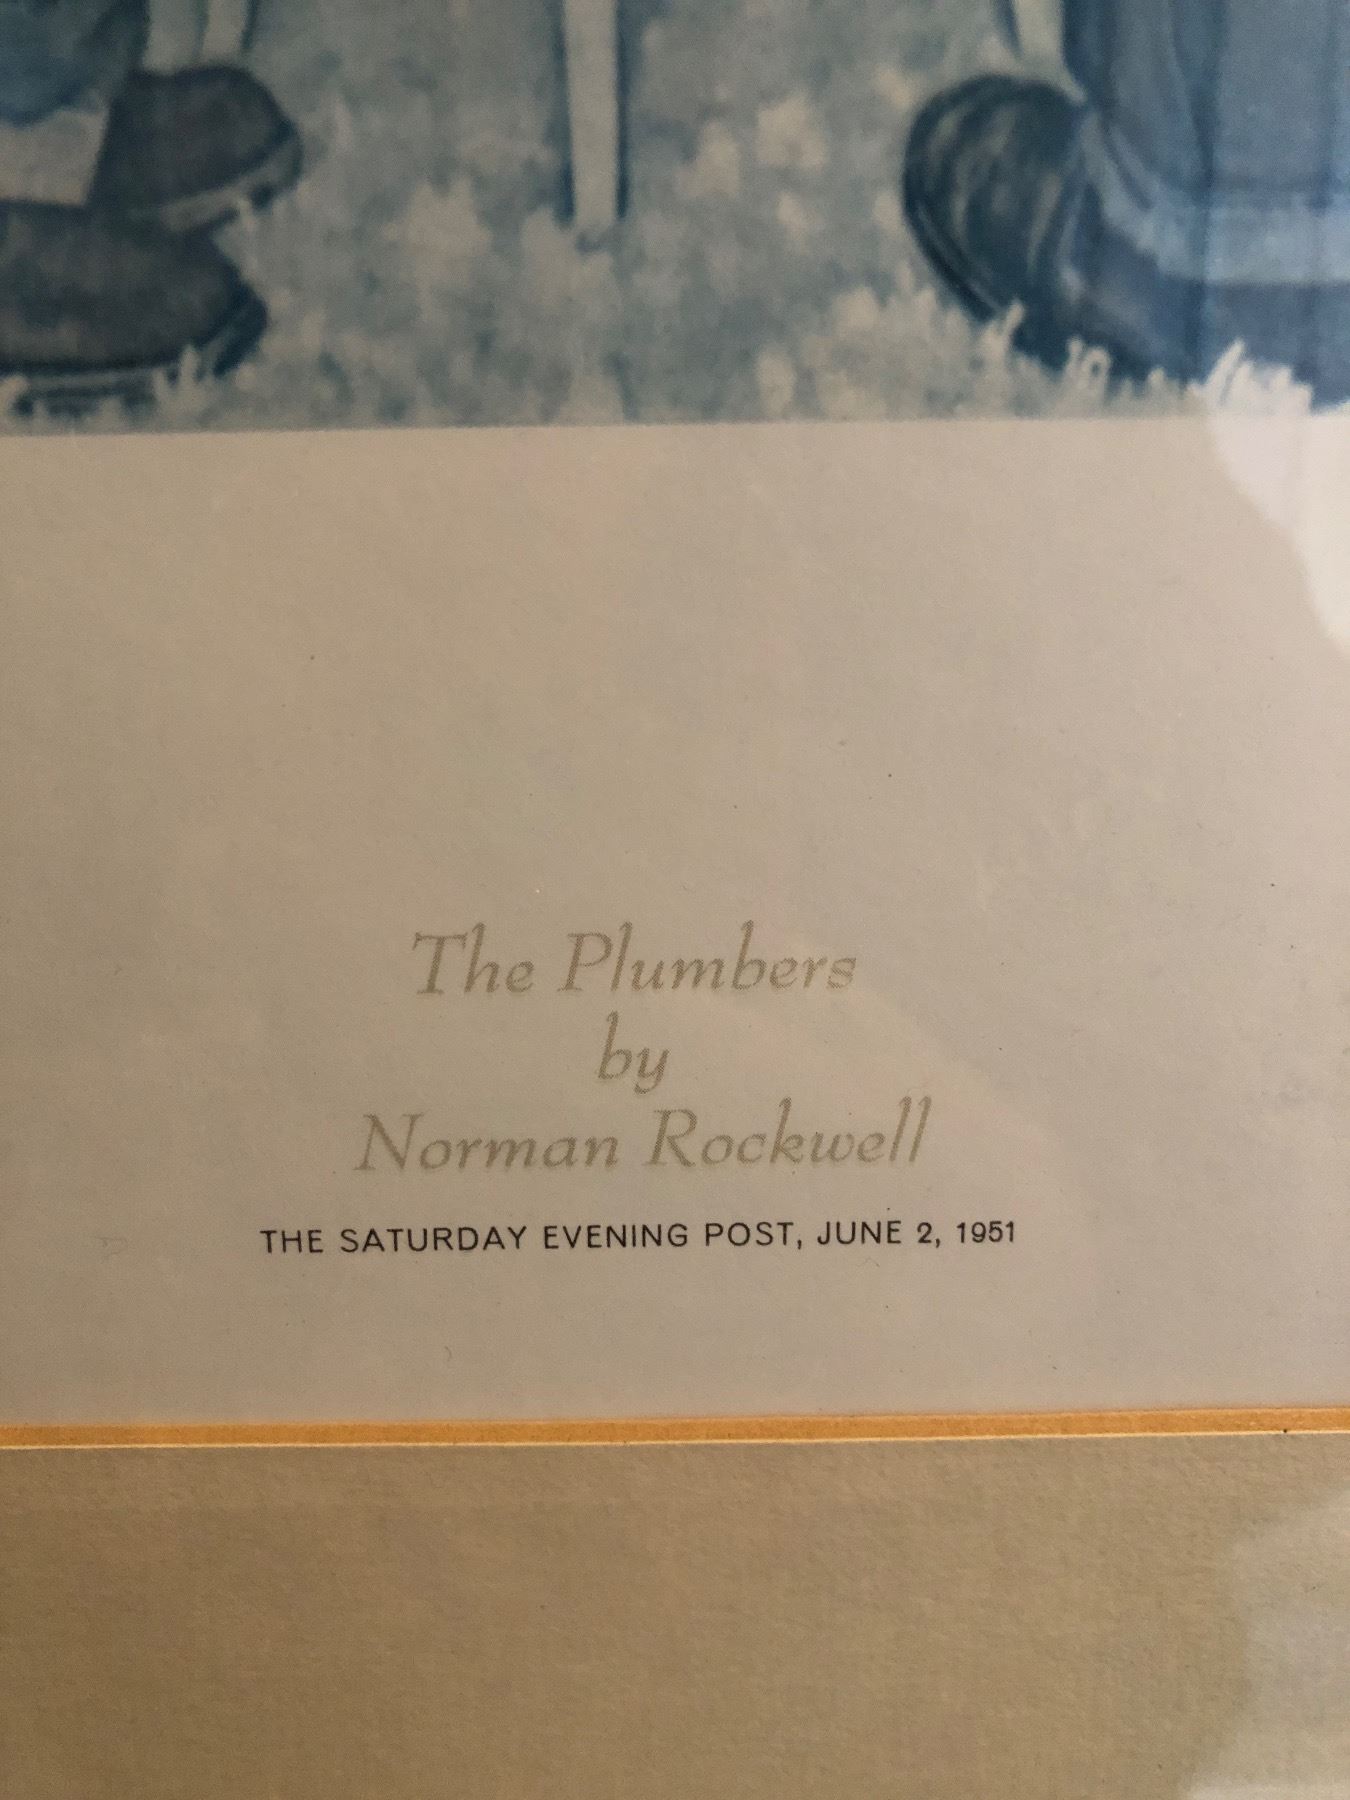 The Plumbers
by
Norman Rockwell
THE SATURDAY EVENING POST, JUNE 2, 1951